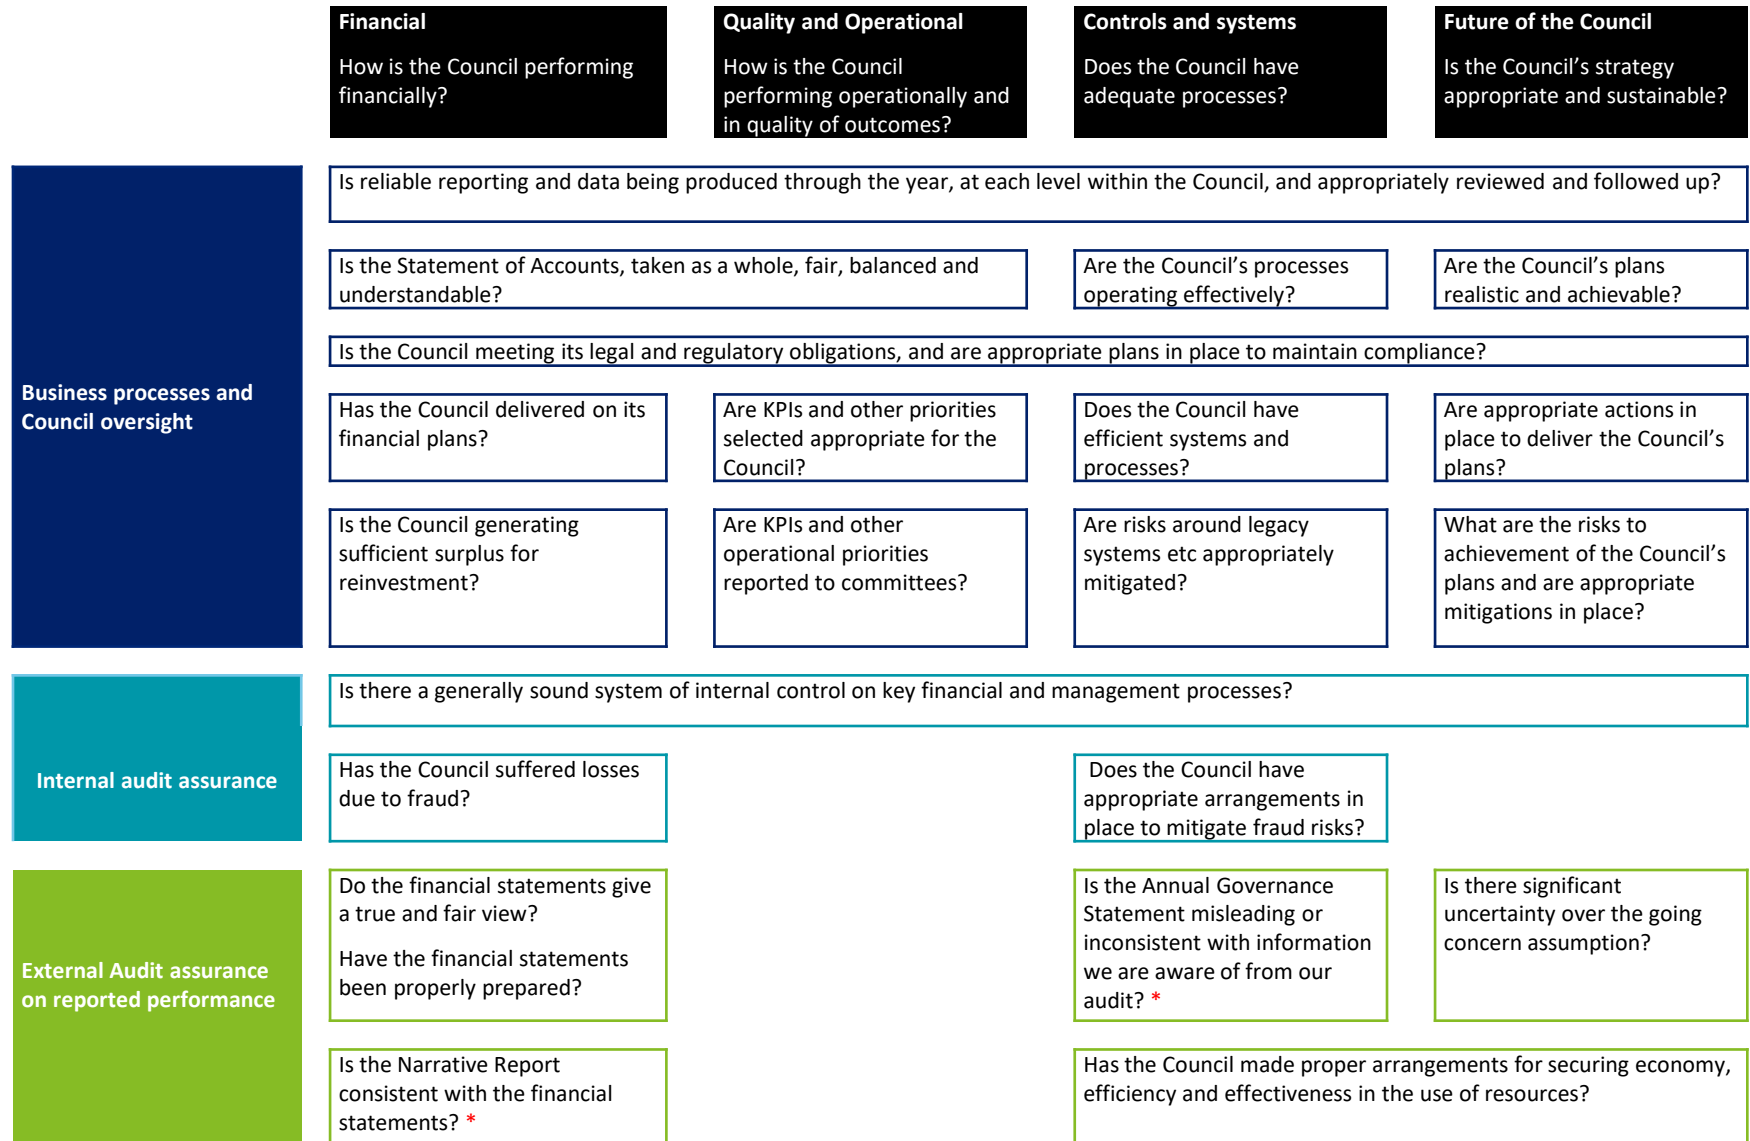 Financial
How is the Council performing
financially?
Quality and Operational
How is the Council
performing operationally and
in quality of outcomes?
Controls and systems
Does the Council have
adequate processes?
Future of the Council
Is the Council’s strategy
appropriate and sustainable?
Business processes and
Council oversight
Is reliable reporting and data being produced through the year, at each level within the Council, and appropriately reviewed and followed up?
Is the Statement of Accounts, taken as a whole, fair, balanced and
understandable?
Are the Council’s processes
operating effectively?
Are the Council’s plans
realistic and achievable?
Is the Council meeting its legal and regulatory obligations, and are appropriate plans in place to maintain compliance?
Has the Council delivered on its
financial plans?
Are KPIs and other priorities
selected appropriate for the
Council?
Does the Council have
efficient systems and
processes?
Are appropriate actions in
place to deliver the Council’s
plans?
Is the Council generating
sufficient surplus for
reinvestment?
Are KPIs and other
operational priorities
reported to committees?
Are risks around legacy
systems etc appropriately
mitigated?
What are the risks to
achievement of the Council’s
plans and are appropriate
mitigations in place?
Internal audit assurance
Is there a generally sound system of internal control on key financial and management processes?
Has the Council suffered losses
due to fraud?
Does the Council have
appropriate arrangements in
place to mitigate fraud risks?
External Audit assurance
on reported performance
Do the financial statements give
a true and fair view?
Have the financial statements
been properly prepared?
Is the Annual Governance
Statement misleading or
inconsistent with information
we are aware of from our
audit? *
Is there significant
uncertainty over the going
concern assumption?
Is the Narrative Report
consistent with the financial
statements? *
Has the Council made proper arrangements for securing economy,
efficiency and effectiveness in the use of resources?